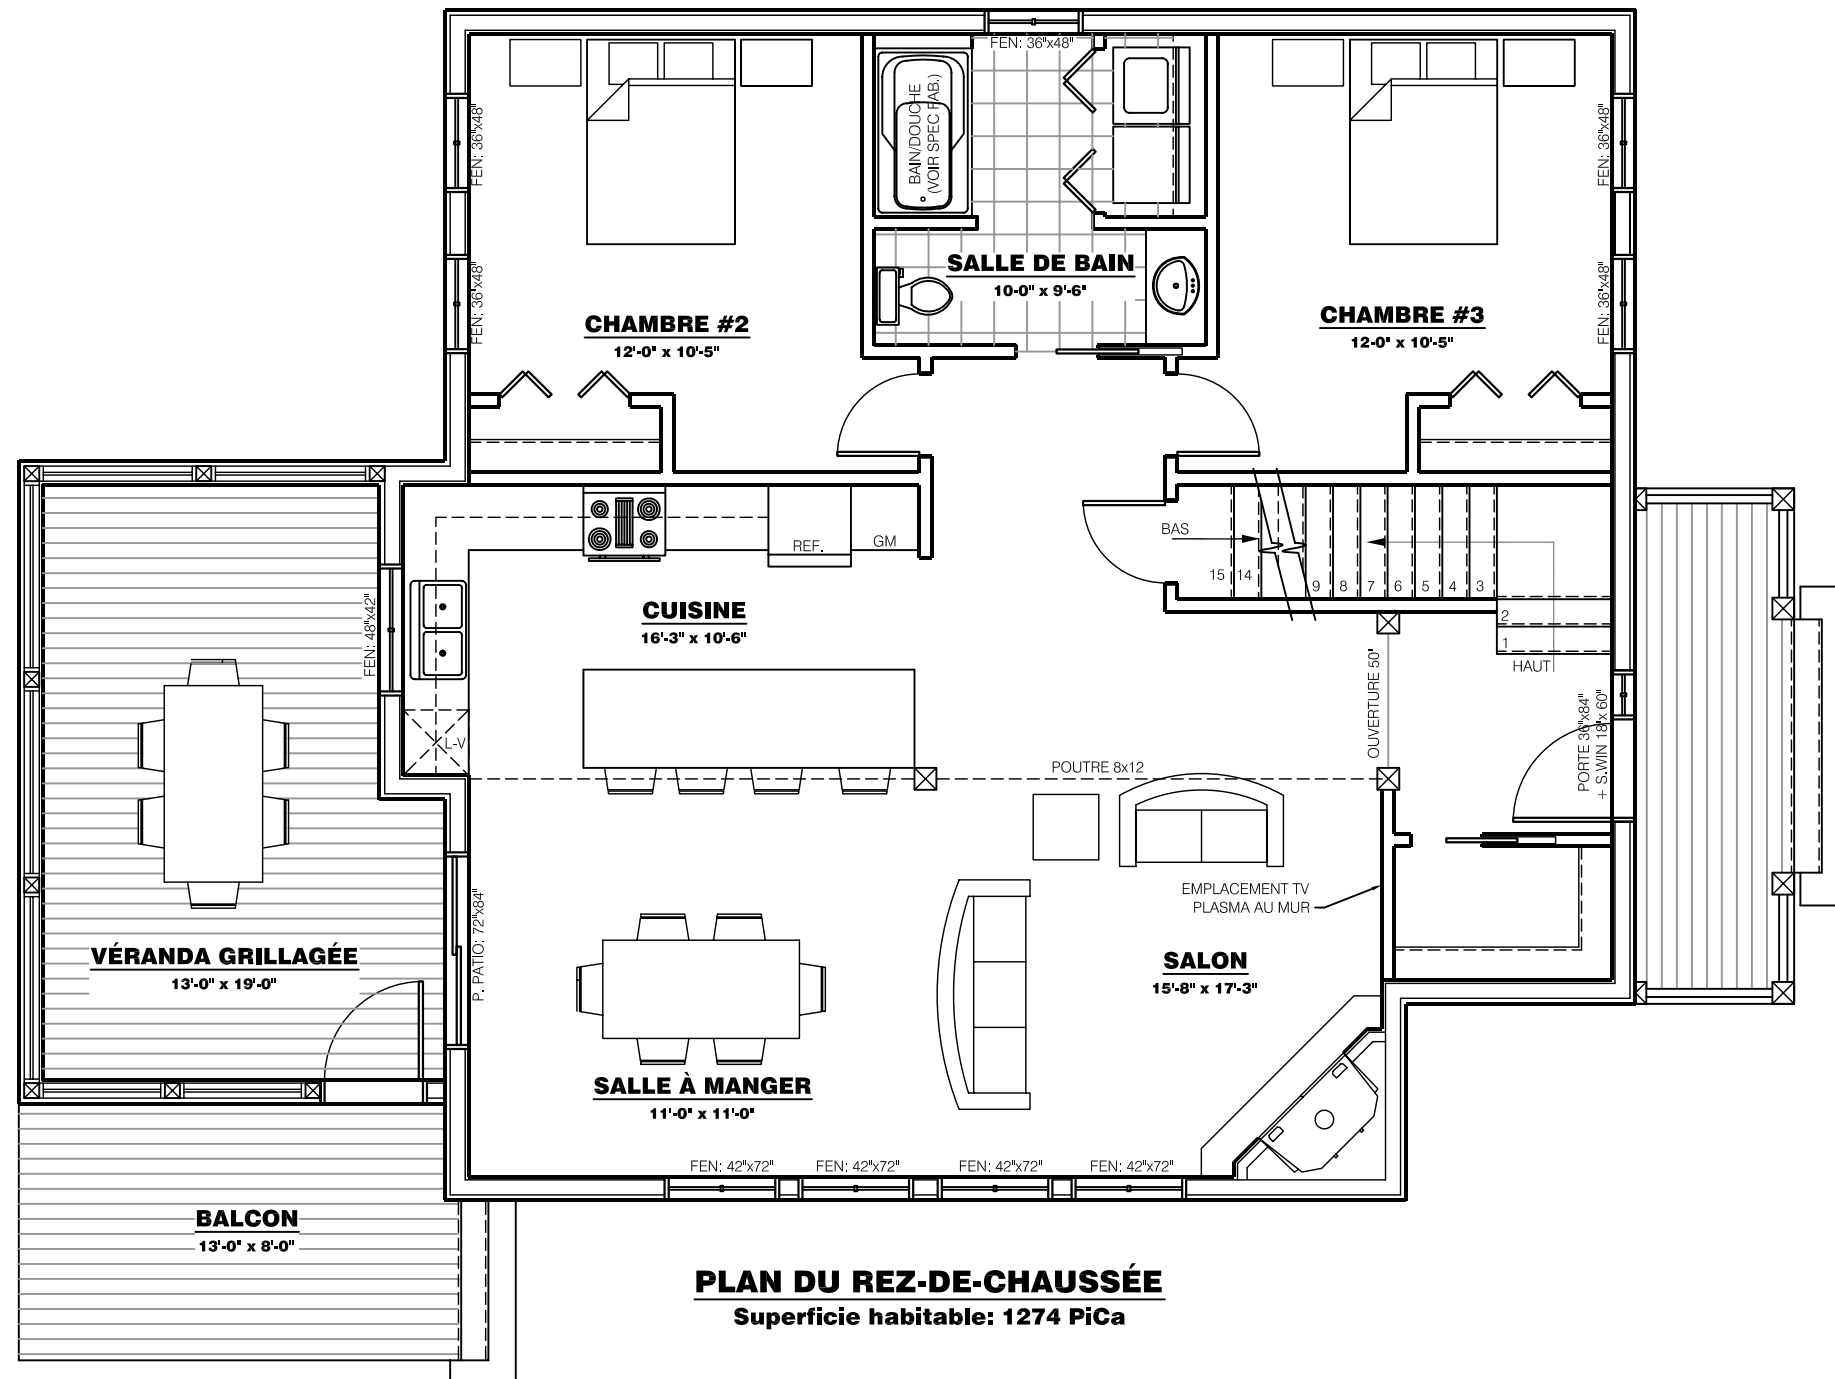 FEN: 36"x48"
BAIN/DOUCHE
(VOIR SPEC FAB.)
FEN: 36"x48"
FEN: 36"x48"
FEN: 36"x48"
FEN: 36"x48"
SALLE DE BAIN
10-0" x 9'-6"
CHAMBRE #2
12'-0" x 10'-5"
CHAMBRE #3
12-0" x 10'-5"
REF.
GM
BAS
15
14
9
8
7
6
5
4
3
2
1
HAUT
CUISINE
16'-3" x 10'-6"
FEN: 48"x42"
L-V
OUVERTURE 50"
PORTE 36"x84"
+ S.WIN 18"x 60"
POUTRE 8x12
EMPLACEMENT TV
PLASMA AU MUR
P. PATIO: 72"x84"
VÉRANDA GRILLAGÉE
13'-0" x 19'-0"
SALON
15'-8" x 17'-3"
SALLE À MANGER
11'-0" x 11'-0"
FEN: 42"x72"
FEN: 42"x72"
FEN: 42"x72"
FEN: 42"x72"
BALCON
13'-0" x 8'-0"
PLAN DU REZ-DE-CHAUSSÉE
Superficie habitable: 1274 PiCa